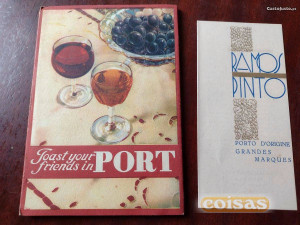 Toast your
friends in PORT
RAMOS
PINTO
PORTO D'ORIGINE
GRANDES
MARQUES
coisas